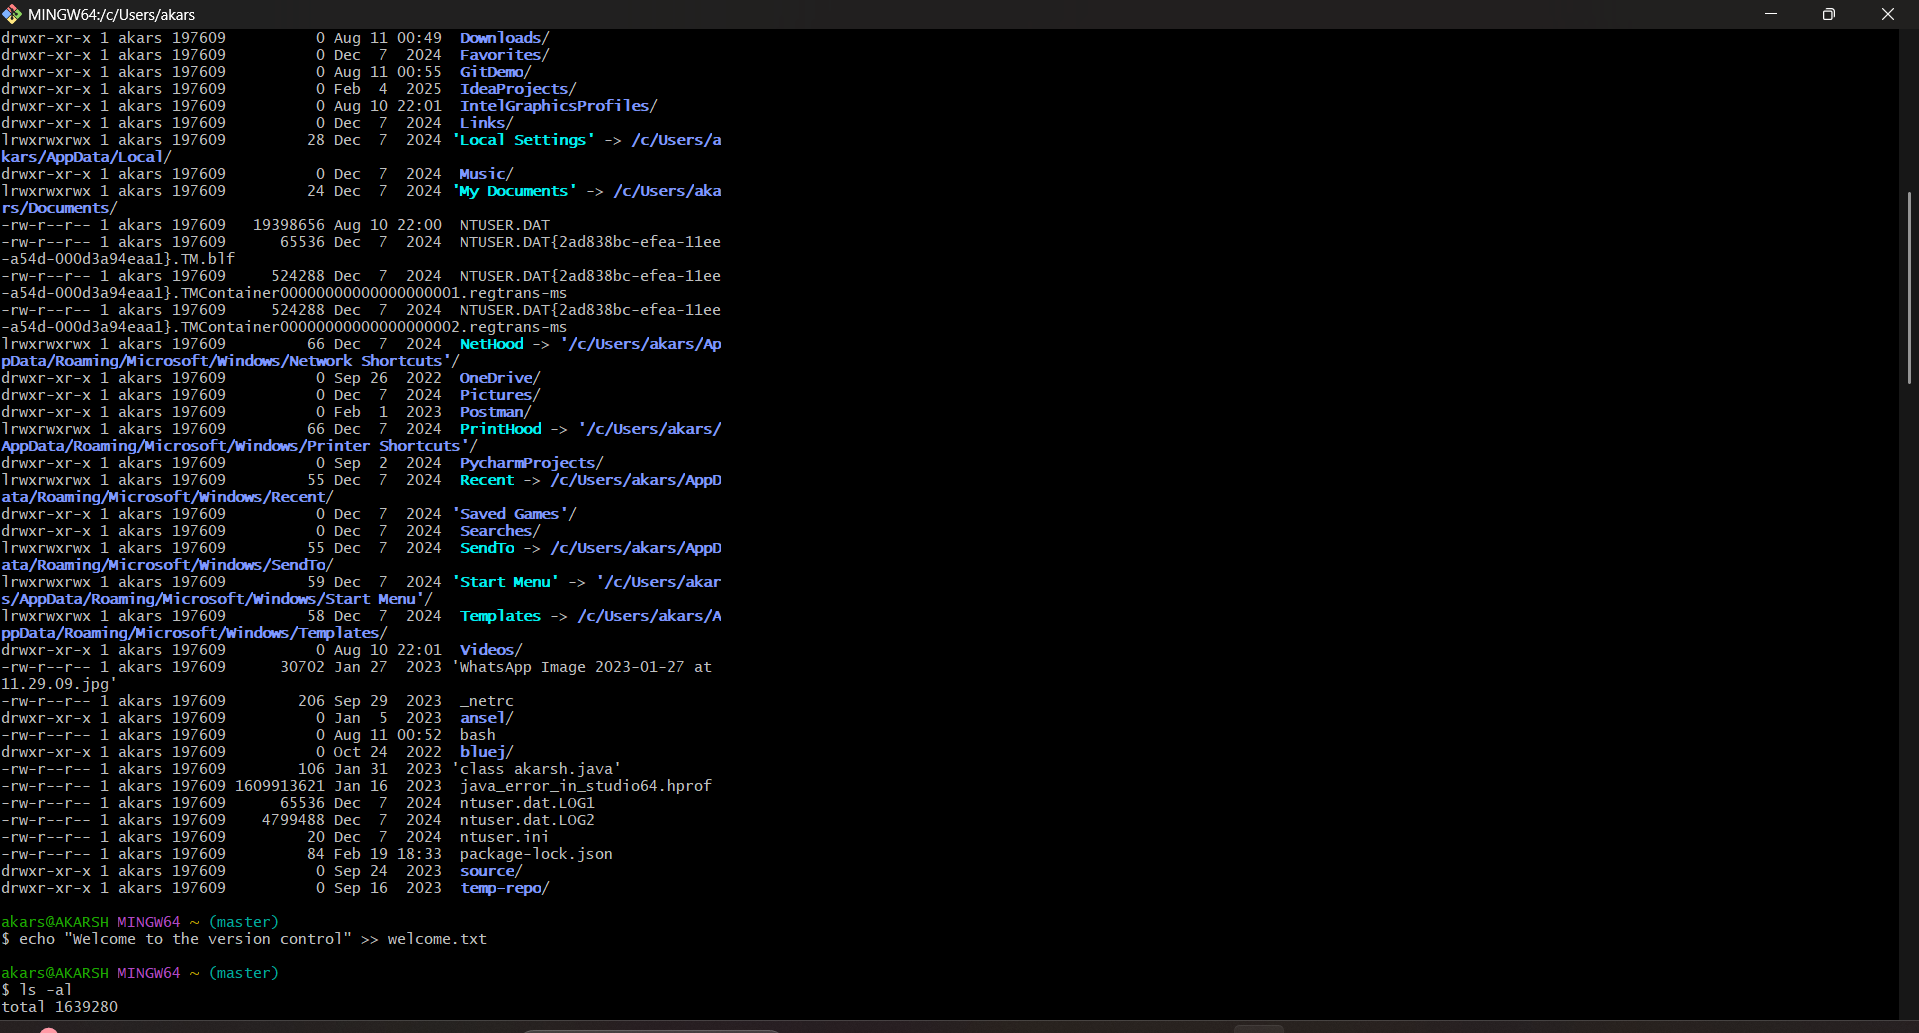 MINGW64:/c/Users/akars
drwxr-xr-x 1 akars 197609          0 Aug 11 00:49  Downloads/
drwxr-xr-x 1 akars 197609          0 Dec  7  2024  Favorites/
drwxr-xr-x 1 akars 197609          0 Aug 11 00:55  GitDemo/
drwxr-xr-x 1 akars 197609          0 Feb  4  2025  IdeaProjects/
drwxr-xr-x 1 akars 197609          0 Aug 10 22:01  IntelGraphicsProfiles/
drwxr-xr-x 1 akars 197609          0 Dec  7  2024  Links/
lrwxrwxrwx 1 akars 197609         28 Dec  7  2024 'Local Settings' -> /c/Users/a
kars/AppData/Local/
drwxr-xr-x 1 akars 197609          0 Dec  7  2024  Music/
lrwxrwxrwx 1 akars 197609         24 Dec  7  2024 'My Documents' -> /c/Users/aka
rs/Documents/
-rw-r--r-- 1 akars 197609   19398656 Aug 10 22:00  NTUSER.DAT
-rw-r--r-- 1 akars 197609      65536 Dec  7  2024  NTUSER.DAT{2ad838bc-efea-11ee
-a54d-000d3a94eaa1}.TM.blf
-rw-r--r-- 1 akars 197609     524288 Dec  7  2024  NTUSER.DAT{2ad838bc-efea-11ee
-a54d-000d3a94eaa1}.TMContainer00000000000000000001.regtrans-ms
-rw-r--r-- 1 akars 197609     524288 Dec  7  2024  NTUSER.DAT{2ad838bc-efea-11ee
-a54d-000d3a94eaa1}.TMContainer00000000000000000002.regtrans-ms
lrwxrwxrwx 1 akars 197609         66 Dec  7  2024  NetHood -> '/c/Users/akars/Ap
pData/Roaming/Microsoft/Windows/Network Shortcuts'/
drwxr-xr-x 1 akars 197609          0 Sep 26  2022  OneDrive/
drwxr-xr-x 1 akars 197609          0 Dec  7  2024  Pictures/
drwxr-xr-x 1 akars 197609          0 Feb  1  2023  Postman/
lrwxrwxrwx 1 akars 197609         66 Dec  7  2024  PrintHood -> '/c/Users/akars/
AppData/Roaming/Microsoft/Windows/Printer Shortcuts'/
drwxr-xr-x 1 akars 197609          0 Sep  2  2024  PycharmProjects/
lrwxrwxrwx 1 akars 197609         55 Dec  7  2024  Recent -> /c/Users/akars/AppD
ata/Roaming/Microsoft/Windows/Recent/
drwxr-xr-x 1 akars 197609          0 Dec  7  2024 'Saved Games'/
drwxr-xr-x 1 akars 197609          0 Dec  7  2024  Searches/
lrwxrwxrwx 1 akars 197609         55 Dec  7  2024  SendTo -> /c/Users/akars/AppD
ata/Roaming/Microsoft/Windows/SendTo/
lrwxrwxrwx 1 akars 197609         59 Dec  7  2024 'Start Menu' -> '/c/Users/akar
s/AppData/Roaming/Microsoft/Windows/Start Menu'/
lrwxrwxrwx 1 akars 197609         58 Dec  7  2024  Templates -> /c/Users/akars/A
ppData/Roaming/Microsoft/Windows/Templates/
drwxr-xr-x 1 akars 197609          0 Aug 10 22:01  Videos/
-rw-r--r-- 1 akars 197609      30702 Jan 27  2023 'WhatsApp Image 2023-01-27 at
11.29.09.jpg'
-rw-r--r-- 1 akars 197609        206 Sep 29  2023  _netrc
drwxr-xr-x 1 akars 197609          0 Jan  5  2023  ansel/
-rw-r--r-- 1 akars 197609          0 Aug 11 00:52  bash
drwxr-xr-x 1 akars 197609          0 Oct 24  2022  bluej/
-rw-r--r-- 1 akars 197609        106 Jan 31  2023 'class akarsh.java'
-rw-r--r-- 1 akars 197609 1609913621 Jan 16  2023  java_error_in_studio64.hprof
-rw-r--r-- 1 akars 197609      65536 Dec  7  2024  ntuser.dat.LOG1
-rw-r--r-- 1 akars 197609    4799488 Dec  7  2024  ntuser.dat.LOG2
-rw-r--r-- 1 akars 197609         20 Dec  7  2024  ntuser.ini
-rw-r--r-- 1 akars 197609         84 Feb 19 18:33  package-lock.json
drwxr-xr-x 1 akars 197609          0 Sep 24  2023  source/
drwxr-xr-x 1 akars 197609          0 Sep 16  2023  temp-repo/
akars@AKARSH MINGW64 ~ (master)
$ echo "Welcome to the version control" >> welcome.txt
akars@AKARSH MINGW64 ~ (master)
$ ls -al
total 1639280